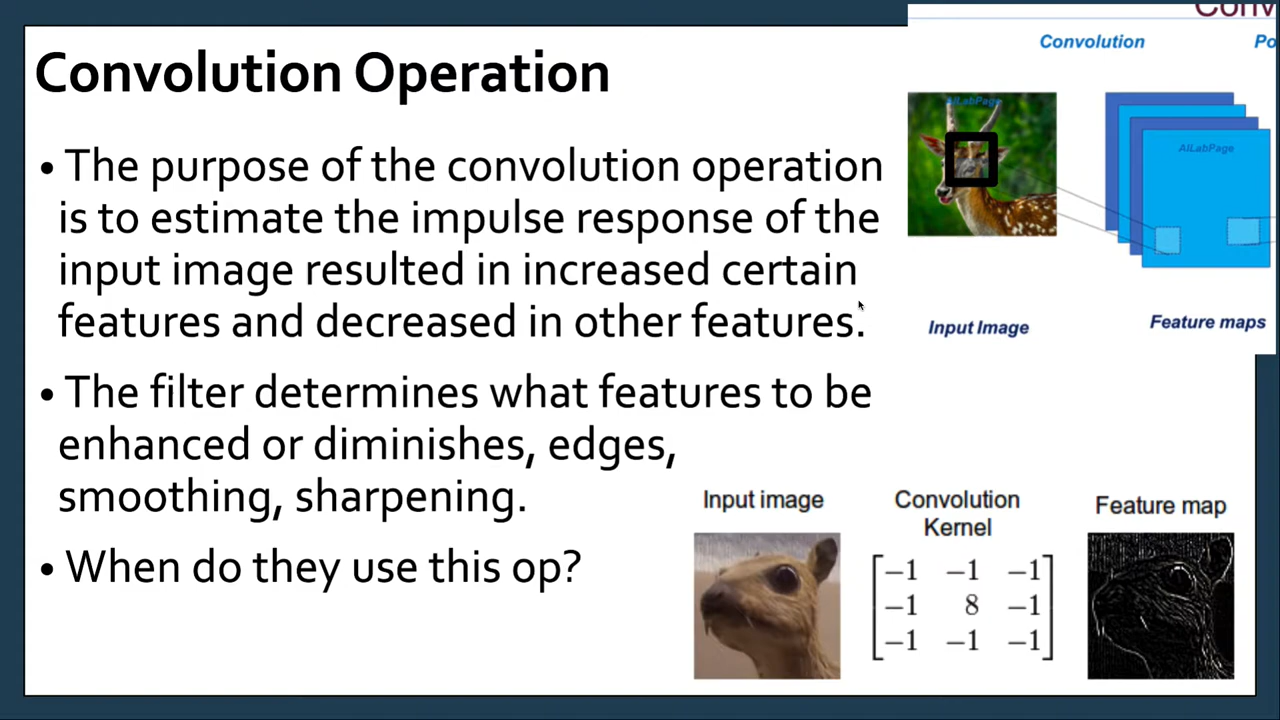 Convolution Operation
• The purpose of the convolution operation
is to estimate the impulse response of the
input image resulted in increased certain
features and decreased in other features.
• The filter determines what features to be
enhanced or diminishes, edges,
smoothing, sharpening.
• When do they use this op?
Convolution
AILabPage
AILabPage
Input Image
Feature maps
Input image
Convolution
Kernel
Feature map
−1 −1 −1
−1 8 −1
−1 −1 −1